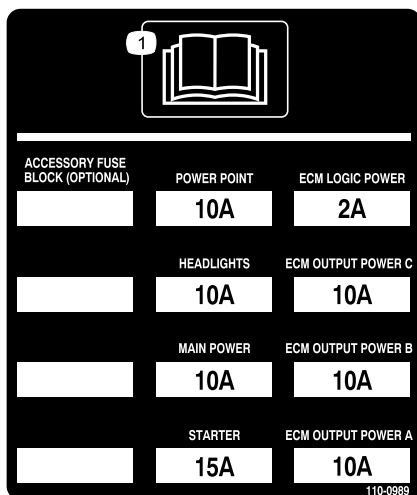 1
ACCESSORY FUSE
BLOCK (OPTIONAL)
POWER POINT
ECM LOGIC POWER
10A
2A
HEADLIGHTS
ECM OUTPUT POWER C
10A
10A
MAIN POWER
ECM OUTPUT POWER B
10A
10A
STARTER
ECM OUTPUT POWER A
15A
10A
110-0989